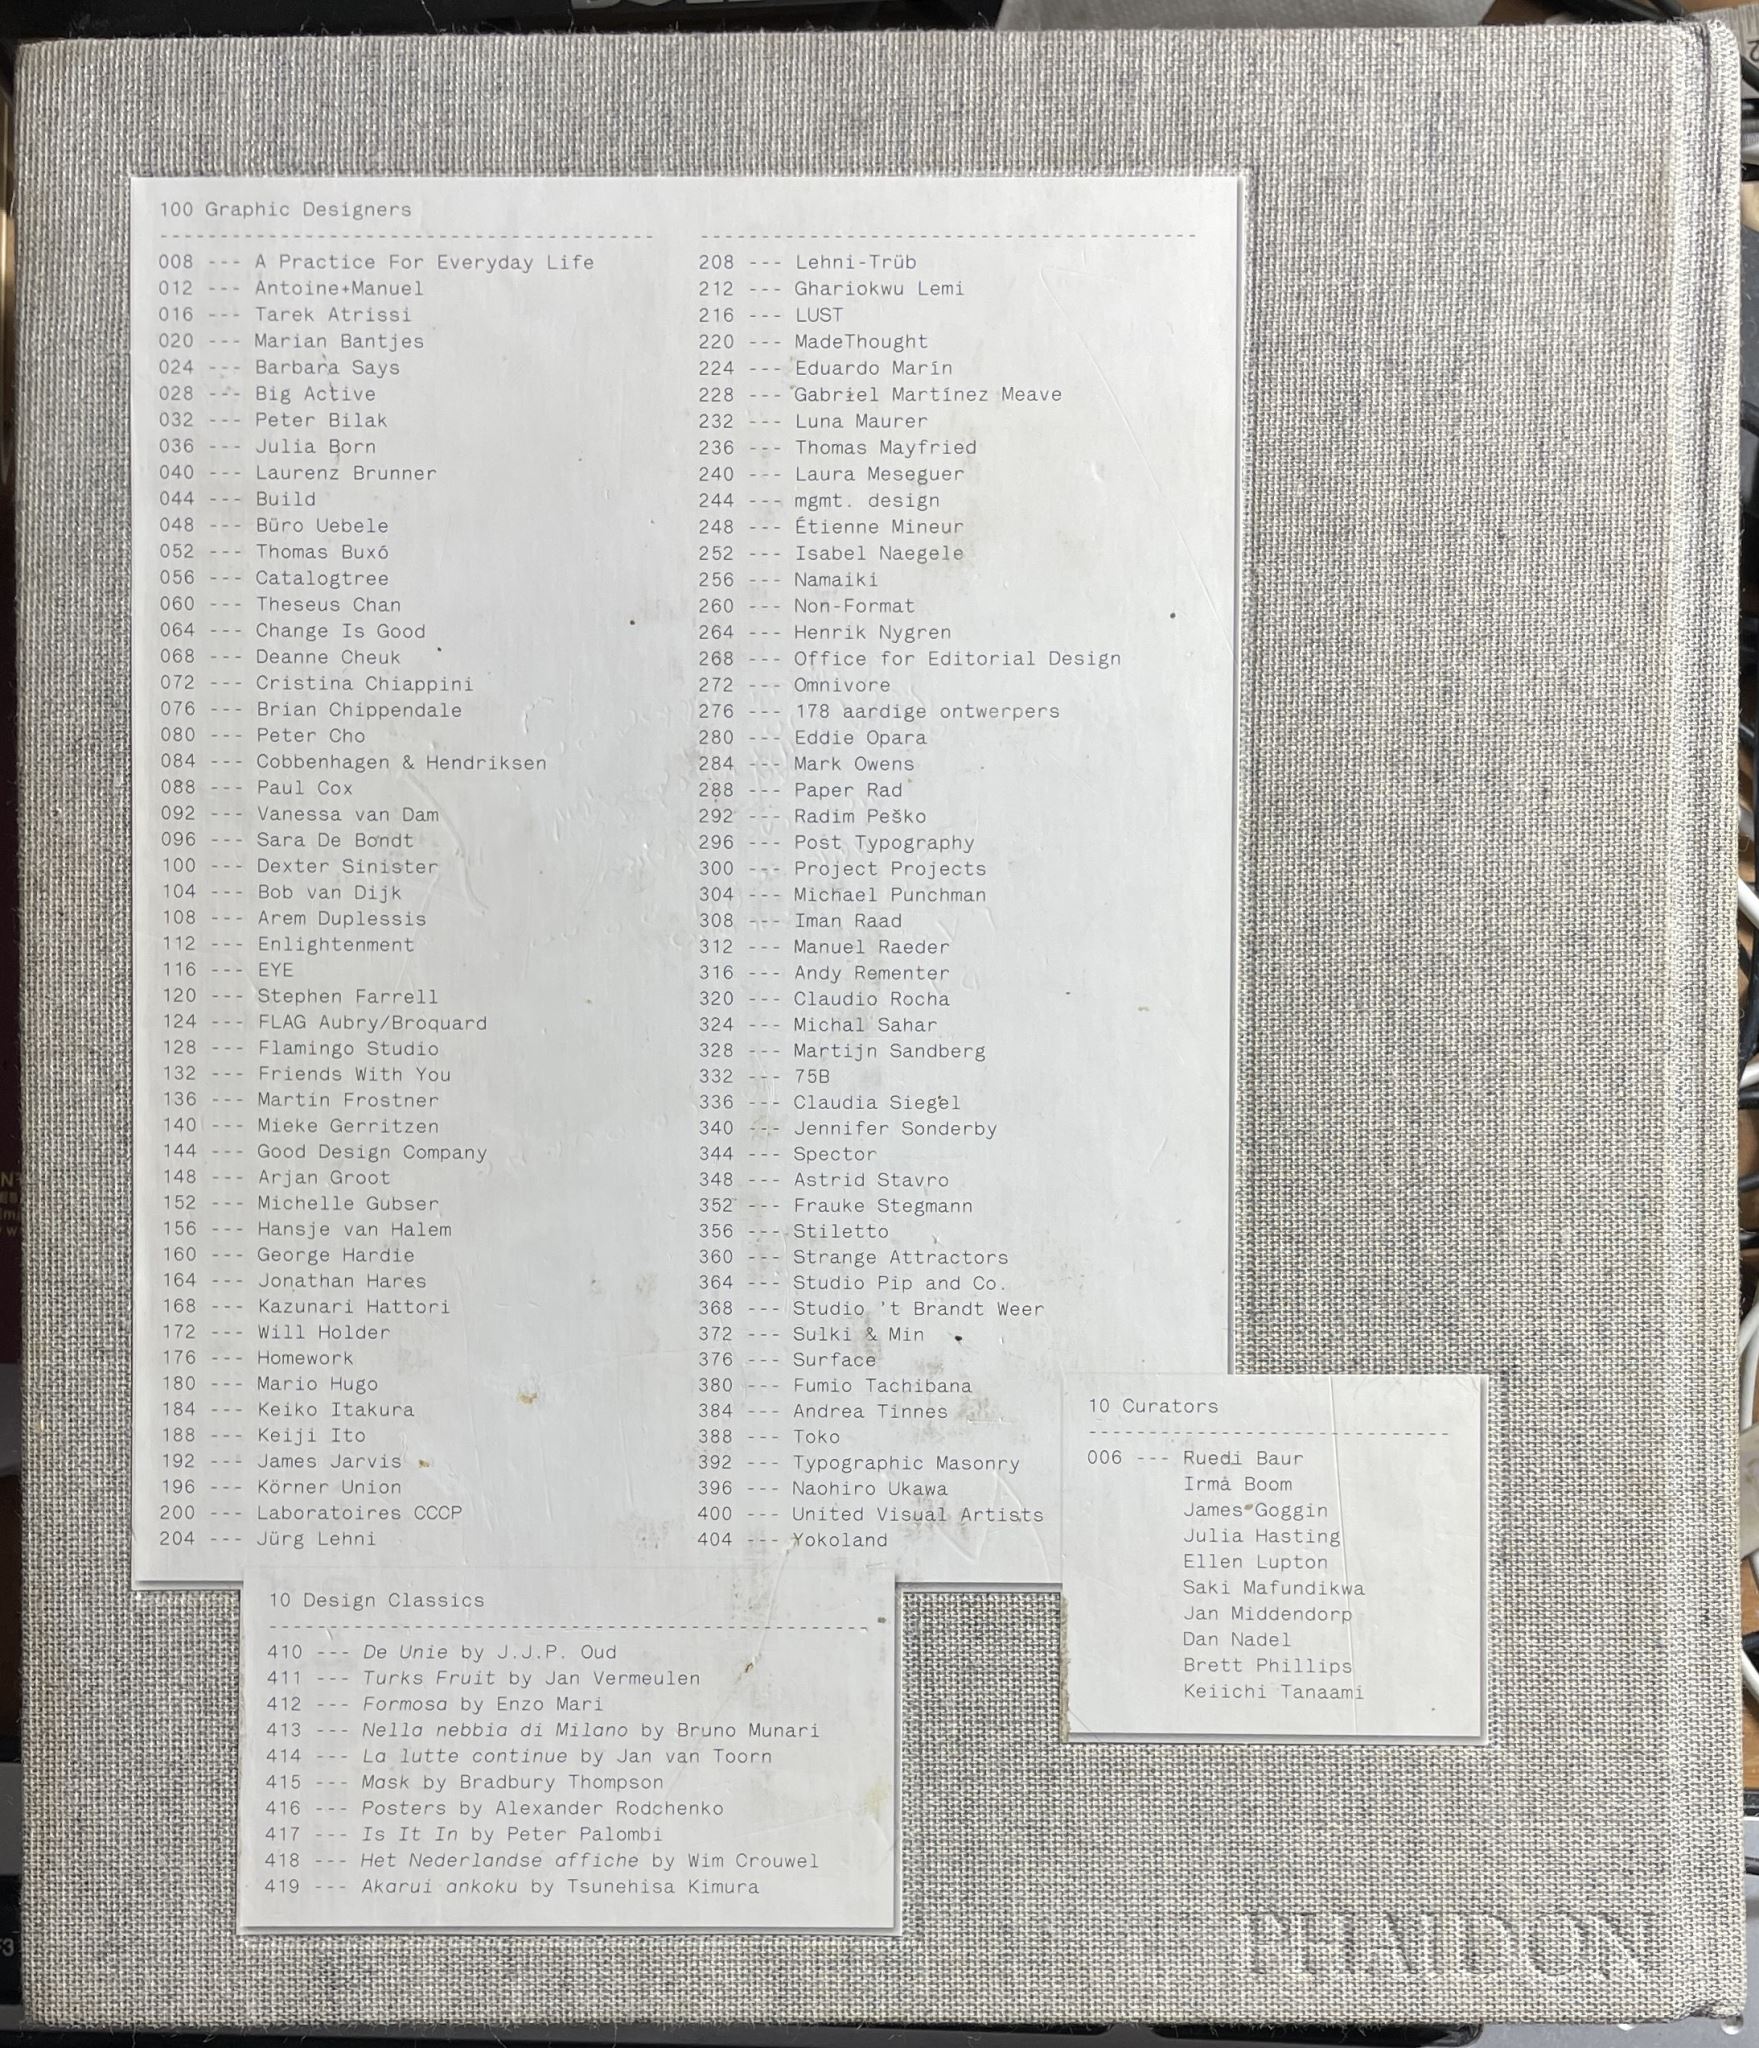 100 Graphic Designers
008 --- A Practice For Everyday Life
012 --- Antoine+Manuel
016 --- Tarek Atrissi
020 --- Marian Bantjes
024 --- Barbara Says
028 --- Big Active
032 --- Peter Bilak
036 --- Julia Born
040 --- Laurenz Brunner
044 --- Build
048 --- Büro Uebele
052 --- Thomas Buxó
056 --- Catalogtree
060 --- Theseus Chan
064 --- Change Is Good
068 --- Deanne Cheuk
072 --- Cristina Chiappini
076 --- Brian Chippendale
080 --- Peter Cho
084 --- Cobbenhagen & Hendriksen
088 --- Paul Cox
092 --- Vanessa van Dam
096 --- Sara De Bondt
100 --- Dexter Sinister
104 --- Bob van Dijk
108 --- Arem Duplessis
112 --- Enlightenment
116 --- EYE
120 --- Stephen Farrell
124 --- FLAG Aubry/Broquard
128 --- Flamingo Studio
132 --- Friends With You
136 --- Martin Frostner
140 --- Mieke Gerritzen
144 --- Good Design Company
148 --- Arjan Groot
152 --- Michelle Gubser
156 --- Hansje van Halem
160 --- George Hardie
164 --- Jonathan Hares
168 --- Kazunari Hattori
172 --- Will Holder
176 --- Homework
180 --- Mario Hugo
184 --- Keiko Itakura
188 --- Keiji Ito
192 --- James Jarvis
196 --- Körner Union
200 --- Laboratoires CCCP
204 --- Jürg Lehni
208 --- Lehni-Trüb
212 --- Ghariokwu Lemi
216 --- LUST
220 --- MadeThought
224 --- Eduardo Marín
228 --- Gabriel Martínez Meave
232 --- Luna Maurer
236 --- Thomas Mayfried
240 --- Laura Meseguer
244 --- mgmt. design
248 --- Étienne Mineur
252 --- Isabel Naegele
256 --- Namaiki
260 --- Non-Format
264 --- Henrik Nygren
268 --- Office for Editorial Design
272 --- Omnivore
276 --- 178 aardige ontwerpers
280 --- Eddie Opara
284 --- Mark Owens
288 --- Paper Rad
292 --- Radim Peško
296 --- Post Typography
300 --- Project Projects
304 --- Michael Punchman
308 --- Iman Raad
312 --- Manuel Raeder
316 --- Andy Rementer
320 --- Claudio Rocha
324 --- Michal Sahar
328 --- Martijn Sandberg
332 --- 75B
336 --- Claudia Siegel
340 --- Jennifer Sonderby
344 --- Spector
348 --- Astrid Stavro
352 --- Frauke Stegmann
356 --- Stiletto
360 --- Strange Attractors
364 --- Studio Pip and Co.
368 --- Studio 't Brandt Weer
372 --- Sulki & Min
376 --- Surface
380 --- Fumio Tachibana
384 --- Andrea Tinnes
388 --- Toko
392 --- Typographic Masonry
396 --- Naohiro Ukawa
400 --- United Visual Artists
404 --- Yokoland
10 Curators
006 --- Ruedi Baur
Irma Boom
James Goggin
Julia Hasting
Ellen Lupton
Saki Mafundikwa
Jan Middendorp
Dan Nadel
Brett Phillips
Keiichi Tanaami
10 Design Classics
410 --- De Unie by J.J.P. Oud
411 --- Turks Fruit by Jan Vermeulen
412 --- Formosa by Enzo Mari
413 --- Nella nebbia di Milano by Bruno Munari
414 --- La lutte continue by Jan van Toorn
415 --- Mask by Bradbury Thompson
416 --- Posters by Alexander Rodchenko
417 --- Is It In by Peter Palombi
418 --- Het Nederlandse affiche by Wim Crouwel
419 --- Akarui ankoku by Tsunehisa Kimura
PHAIDON